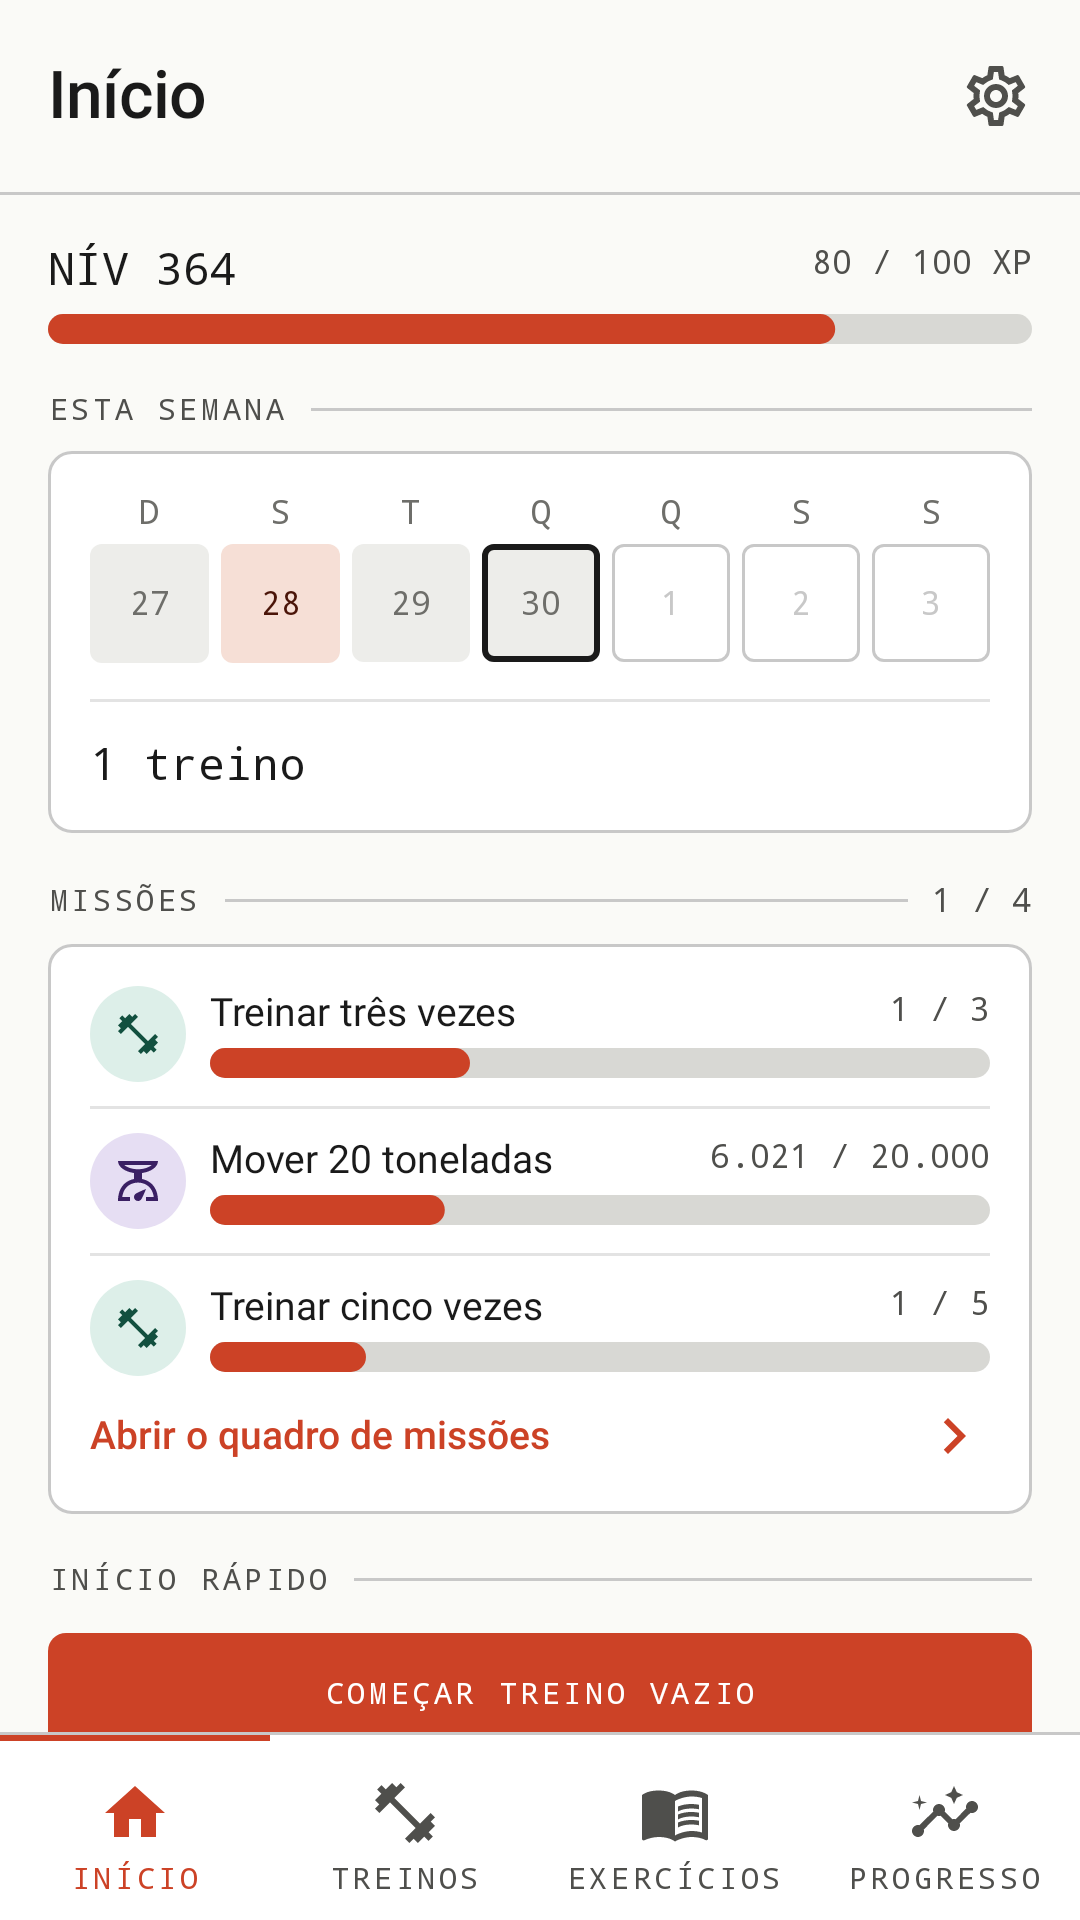 Início
NÍV 364
80 / 100 XP
ESTA SEMANA
D S T Q Q S S
27 28 29 30 1 2 3
1 treino
MISSÕES
1 / 4
Treinar três vezes
1 / 3
Mover 20 toneladas
6.021 / 20.000
Treinar cinco vezes
1 / 5
Abrir o quadro de missões
INÍCIO RÁPIDO
COMEÇAR TREINO VAZIO
INÍCIO TREINOS EXERCÍCIOS PROGRESSO